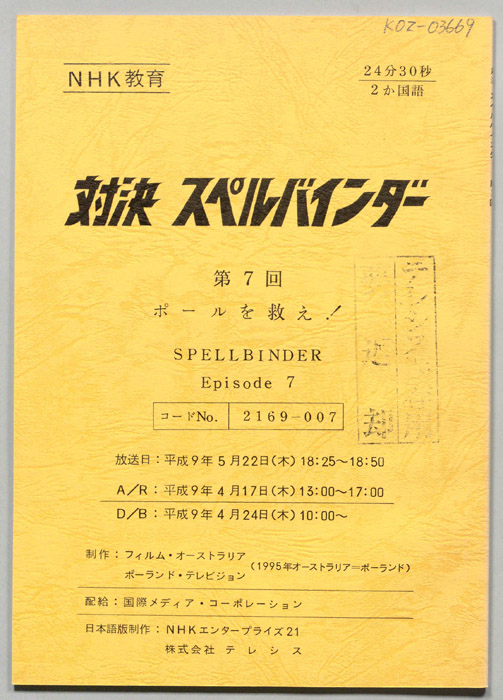 KOZ-03669
NHK教育
24分30秒
2か国語
対決 スペルバインダー
第7回
ポールを救え!
SPELLBINDER
Episode 7
コードNo. 2169-007
放送日:平成9年5月22日(木)18:25~18:50
A/R:平成9年4月17日(木)13:00~17:00
D/B:平成9年4月24日(木)10:00~
制作:フィルム・オーストラリア
ポーランド・テレビジョン
(1995年オーストラリア=ポーランド)
配給:国際メディア・コーポレーション
日本語版制作:NHKエンタープライズ21
株式会社 テレシス